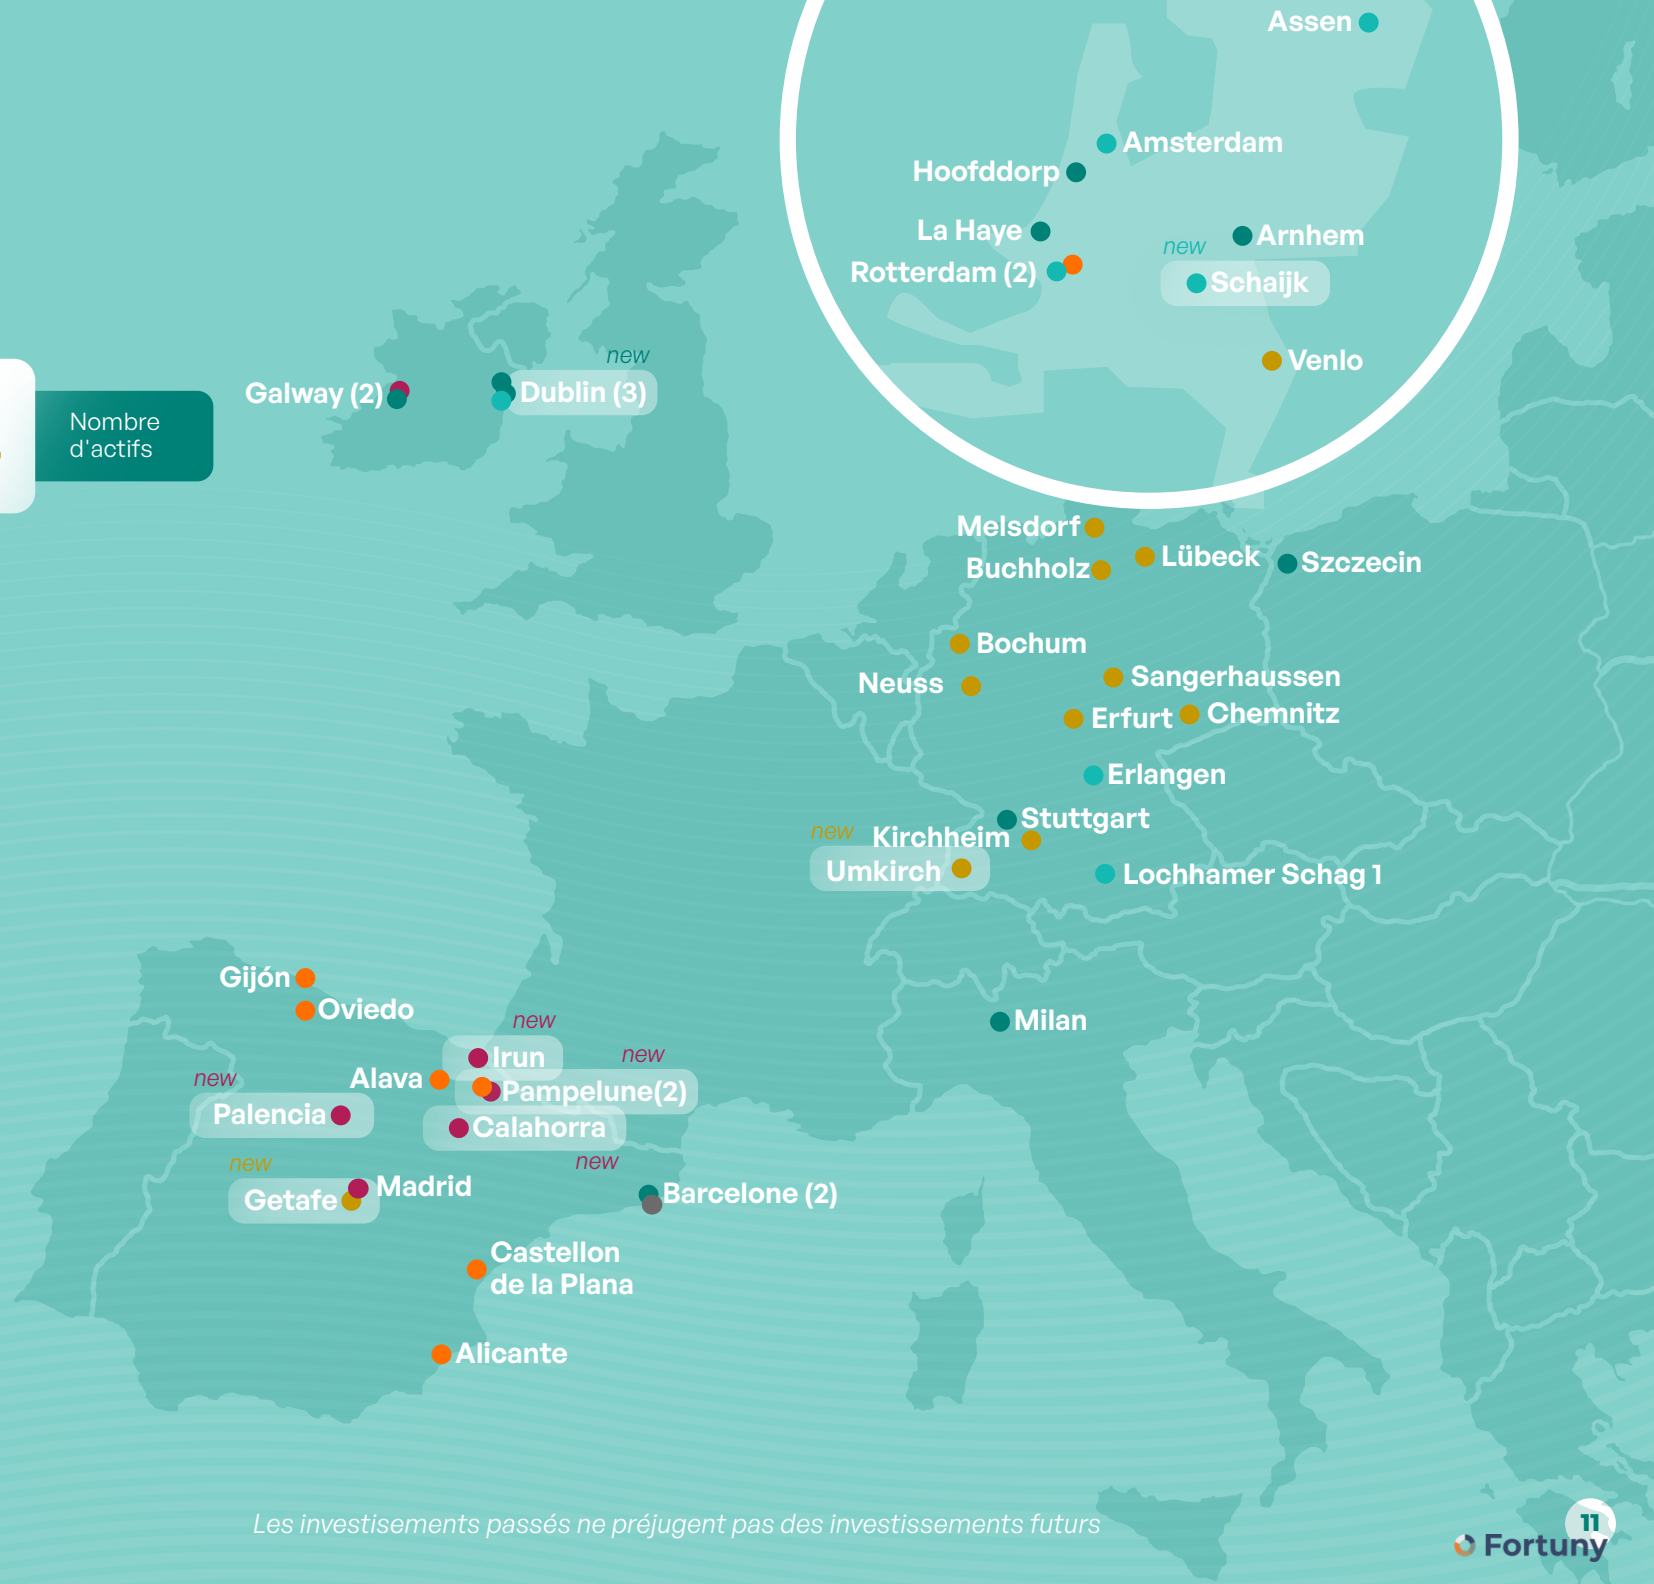 Assen
Amsterdam
Hoofddorp
La Haye
Arnhem
new
Rotterdam (2)
Schaijk
Venlo
new
Galway (2)
Dublin (3)
Nombre
d'actifs
Melsdorf
Lübeck
Buchholz
Szczecin
Bochum
Neuss
Sangerhaussen
Erfurt
Chemnitz
Erlangen
Stuttgart
new
Kirchheim
Umkirch
Lochhamer Schag 1
Gijón
Oviedo
new
Milan
Irun
new
Alava
new
Pampelune(2)
Palencia
Calahorra
new
new
Madrid
Getafe
Barcelone (2)
Castellon
de la Plana
Alicante
Les investisements passés ne préjugent pas des investissements futurs
11
Fortuny